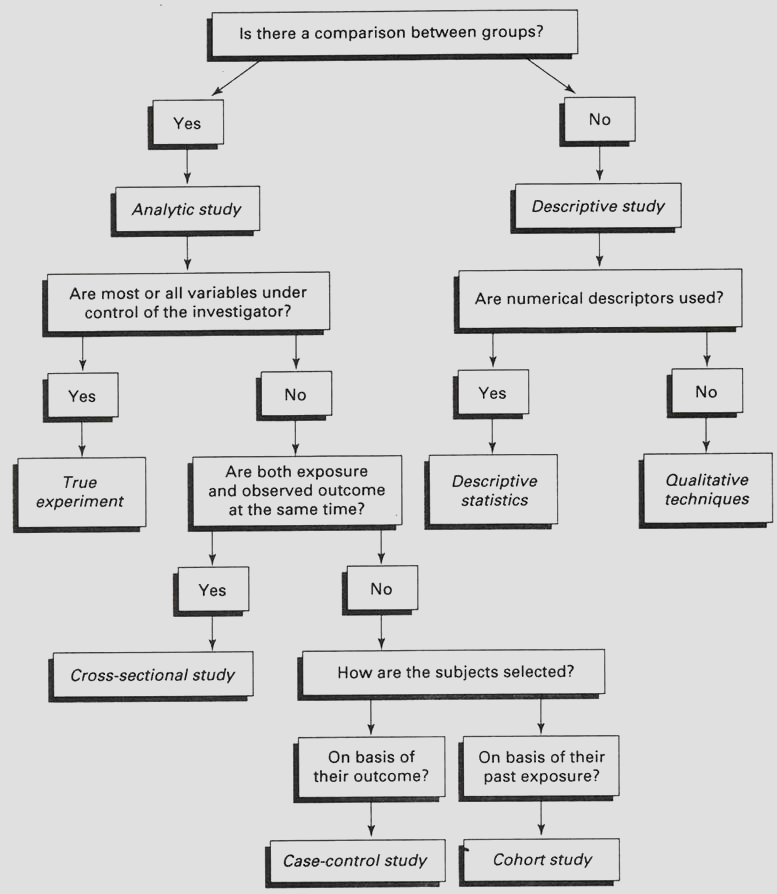 Is there a comparison between groups?
Yes
No
Analytic study
Descriptive study
Are most or all variables under
control of the investigator?
Are numerical descriptors used?
Yes
No
Yes
No
True
experiment
Are both exposure
and observed outcome
at the same time?
Descriptive
statistics
Qualitative
techniques
Yes
No
Cross-sectional study
How are the subjects selected?
On basis of
their outcome?
On basis of their
past exposure?
Case-control study
Cohort study